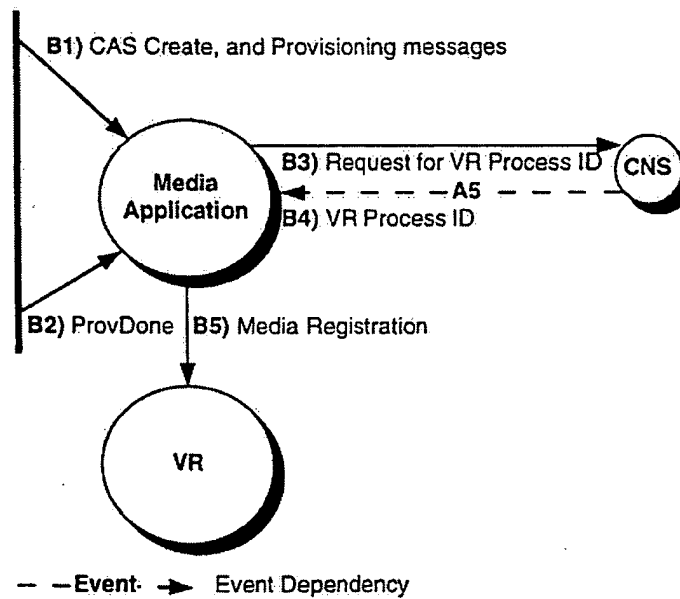 B1) CAS Create, and Provisioning messages
B3) Request for VR Process ID
CNS
Media
Application
A5
B4) VR Process ID
B2) ProvDone
B5) Media Registration
VR
Event
Event Dependency